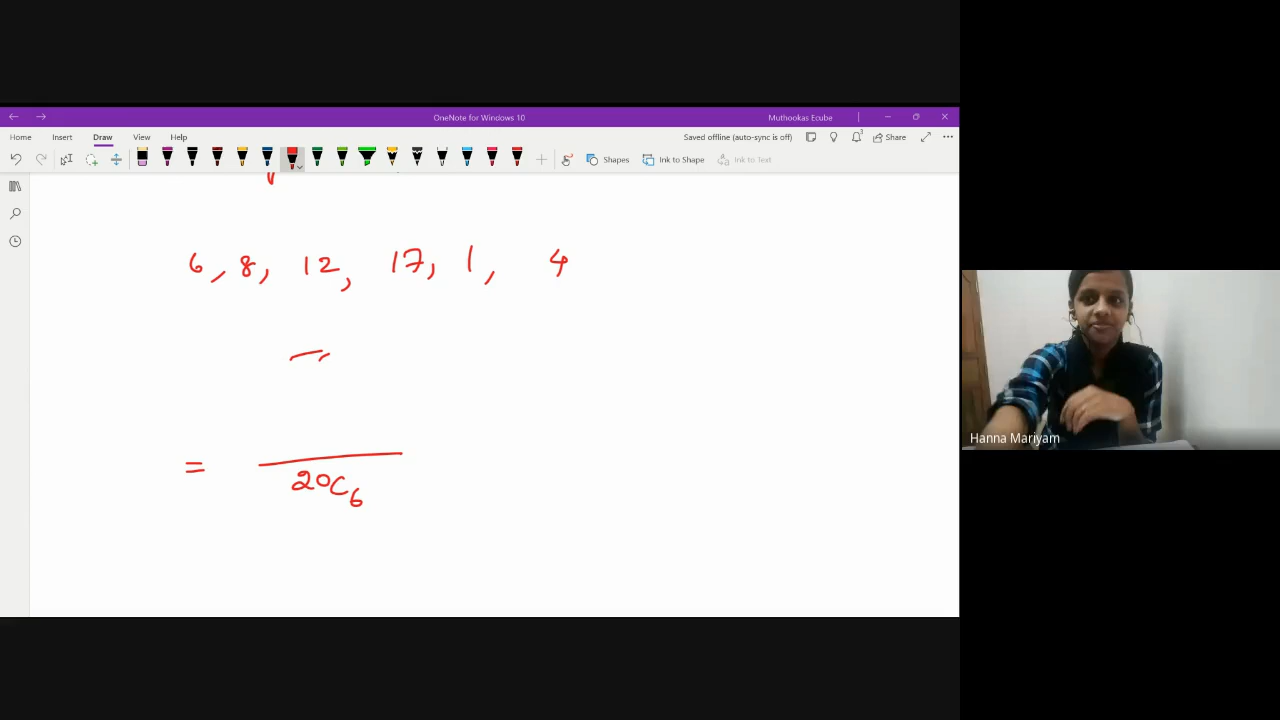 OneNote for Windows 10
Muthookas Ecube
Home Insert Draw View Help
Saved offline (auto-sync is off)
3
Share
Shapes
Ink to Shape
Ink to Text
6, 8, 12, 17, 1, 4
= 
20C6
Hanna Mariyam